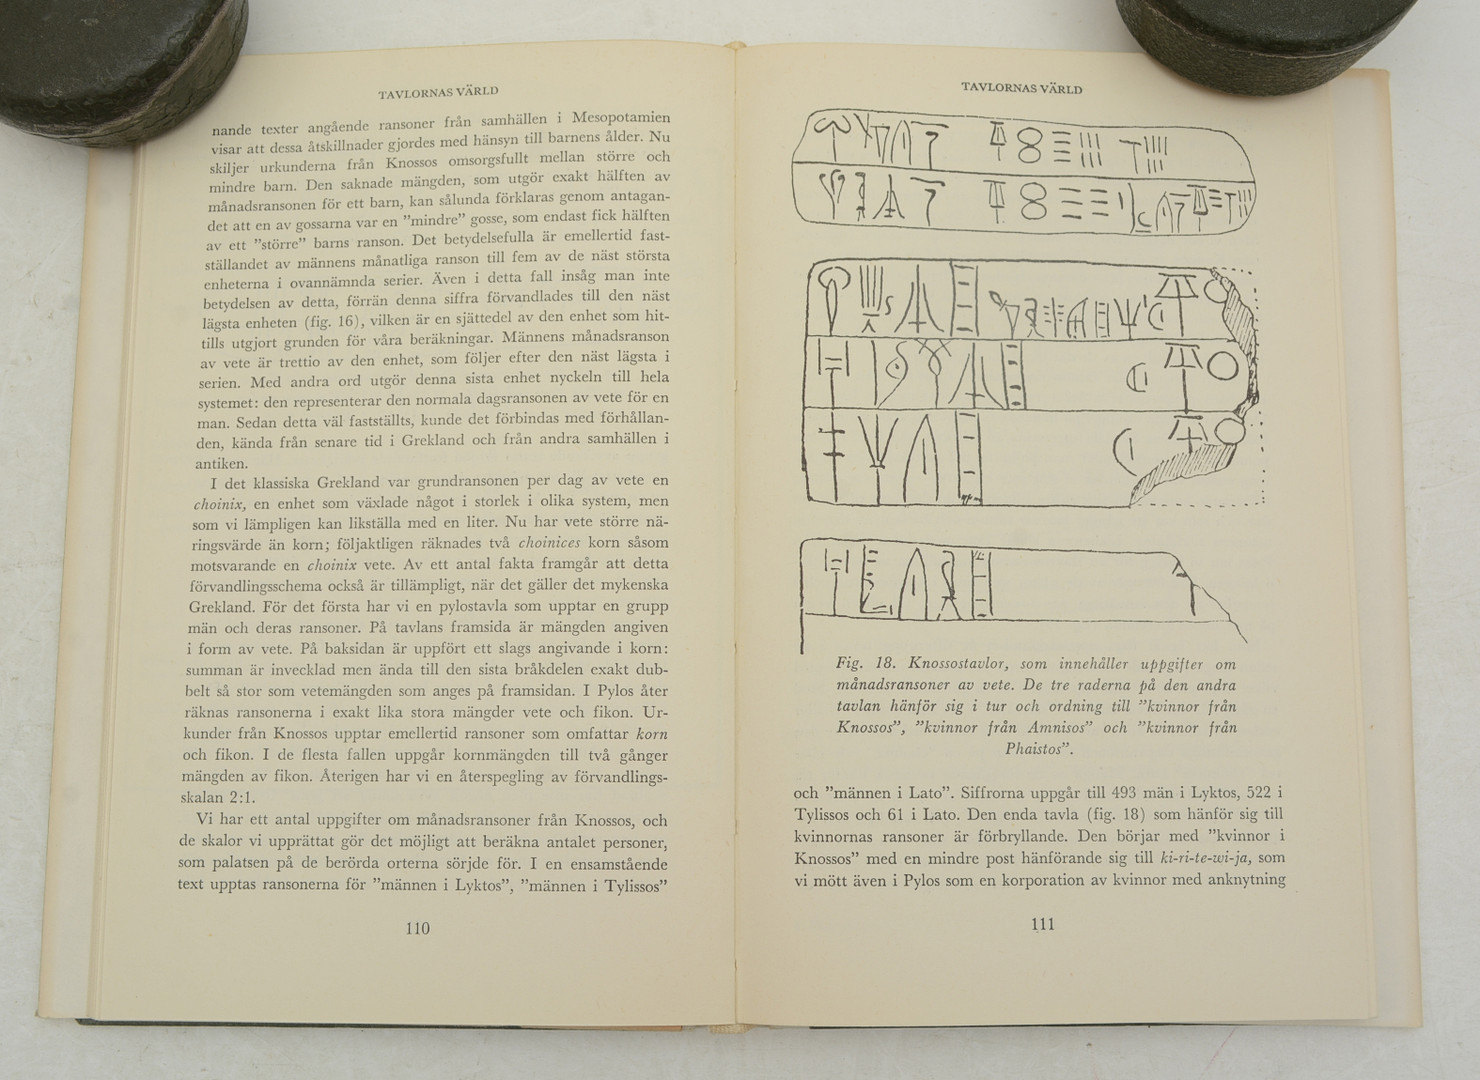 TAVLORNAS VÄRLD
nande texter angående ransoner från samhällen i Mesopotamien
visar att dessa åtskillnader gjordes med hänsyn till barnens ålder. Nu
skiljer urkunderna från Knossos omsorgsfullt mellan större och
mindre barn. Den saknade mängden, som utgör exakt hälften av
månadsransonen för ett barn, kan sålunda förklaras genom antagan-
det att en av gossarna var en ”mindre” gosse, som endast fick hälften
av ett ”större” barns ranson. Det betydelsefulla är emellertid fast-
ställandet av männens månatliga ranson till fem av de näst största
enheterna i ovannämnda serier. Även i detta fall insåg man inte
betydelsen av detta, förrän denna siffra förvandlades till den näst
lägsta enheten (fig. 16), vilken är en sjättedel av den enhet som hit-
tills utgjort grunden för våra beräkningar. Männens månadsranson
av vete är trettio av den enhet, som följer efter den näst lägsta i
serien. Med andra ord utgör denna sista enhet nyckeln till hela
systemet: den representerar den normala dagsransonen av vete för en
man. Sedan detta väl fastställts, kunde det förbindas med förhållan-
den, kända från senare tid i Grekland och från andra samhällen i
antiken.
I det klassiska Grekland var grundransonen per dag av vete en
choinix, en enhet som växlade något i storlek i olika system, men
som vi lämpligen kan likställa med en liter. Nu har vete större nä-
ringsvärde än korn; följaktligen räknades två choinices korn såsom
motsvarande en choinix vete. Av ett antal fakta framgår att detta
förvandlingsschema också är tillämpligt, när det gäller det mykenska
Grekland. För det första har vi en pylostavla som upptar en grupp
män och deras ransoner. På tavlans framsida är mängden angiven
i form av vete. På baksidan är uppfört ett slags angivande i korn:
summan är invecklad men ända till den sista bråkdelen exakt dub-
belt så stor som vetemängden som anges på framsidan. I Pylos åter
räknas ransonerna i exakt lika stora mängder vete och fikon. Ur-
kunder från Knossos upptar emellertid ransoner som omfattar korn
och fikon. I de flesta fallen uppgår kornmängden till två gånger
mängden av fikon. Återigen har vi en återspegling av förvandlings-
skalan 2:1.
Vi har ett antal uppgifter om månadsransoner från Knossos, och
de skalor vi upprättat gör det möjligt att beräkna antalet personer,
som palatsen på de berörda orterna sörjde för. I en ensamstående
text upptas ransonerna för ”männen i Lyktos”, ”männen i Tylissos”
110
TAVLORNAS VÄRLD
Fig. 18. Knossostavlor, som innehåller uppgifter om
månadsransoner av vete. De tre raderna på den andra
tavlan hänför sig i tur och ordning till ”kvinnor från
Knossos”, ”kvinnor från Amnisos” och ”kvinnor från
Phaistos”.
och ”männen i Lato”. Siffrorna uppgår till 493 män i Lyktos, 522 i
Tylissos och 61 i Lato. Den enda tavla (fig. 18) som hänför sig till
kvinnornas ransoner är förbryllande. Den börjar med ”kvinnor i
Knossos” med en mindre post hänförande sig till ki-ri-te-wi-ja, som
vi mött även i Pylos som en korporation av kvinnor med anknytning
111